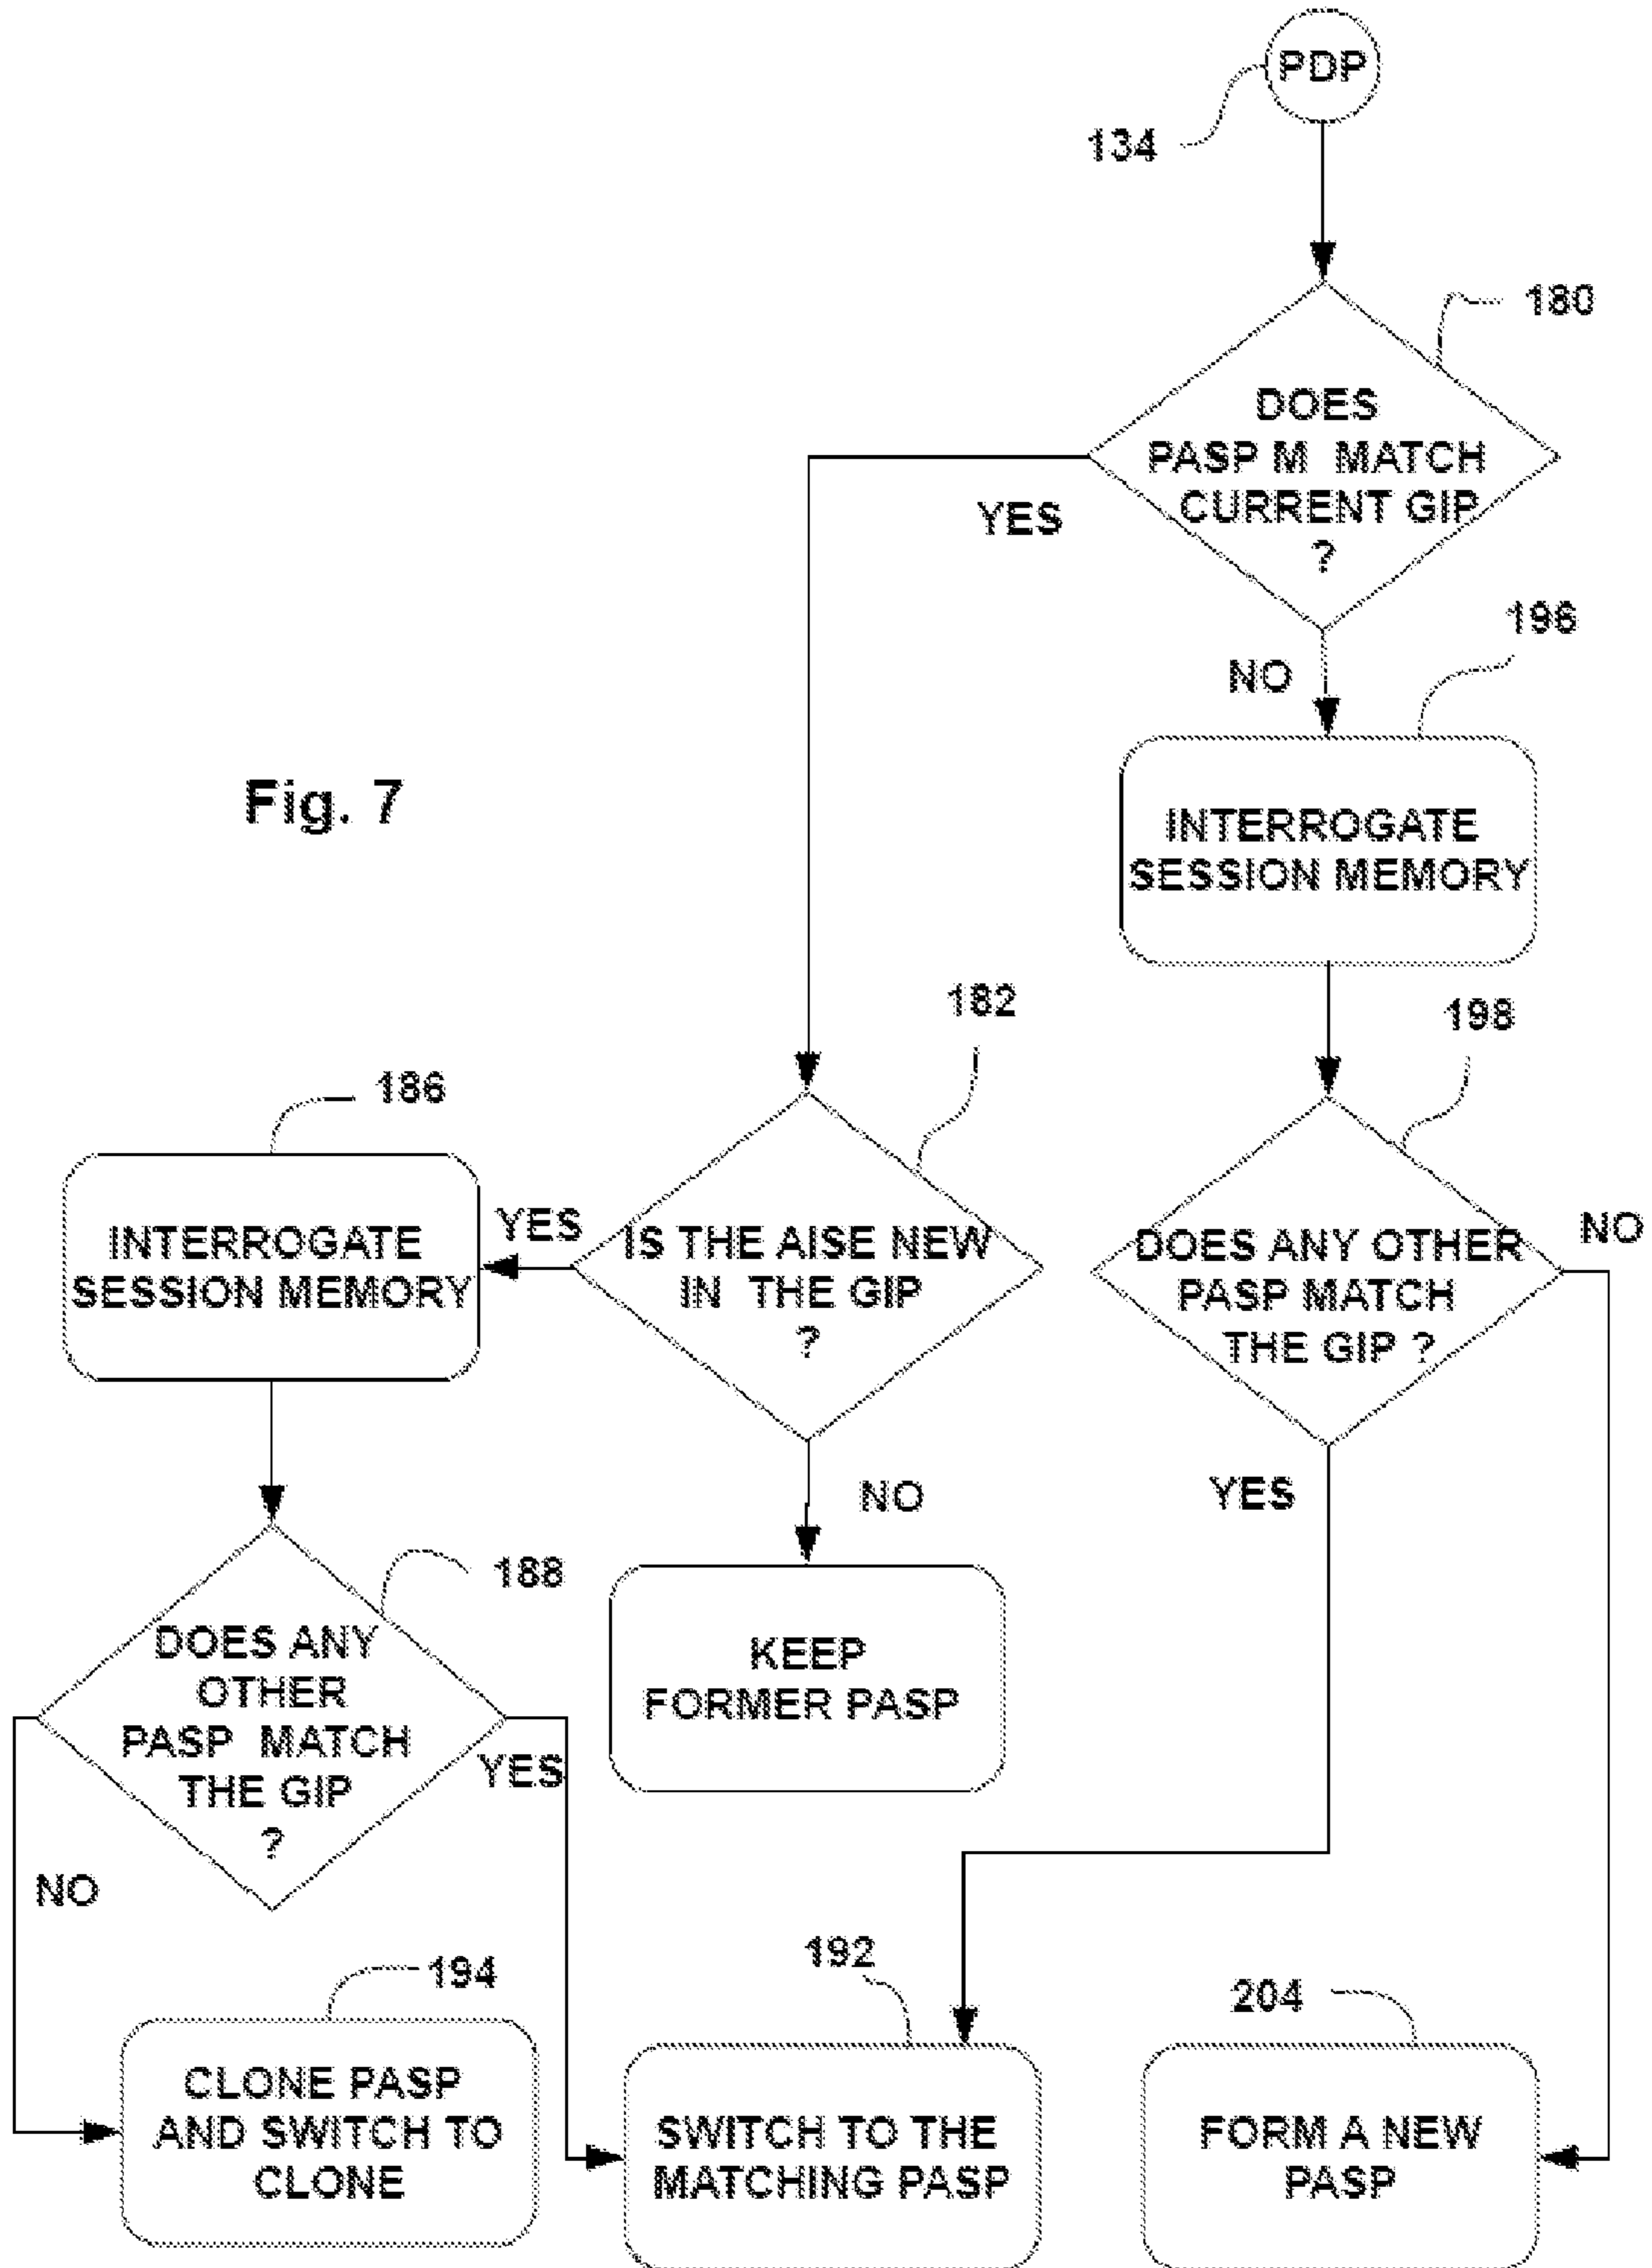 PDP
134
180
DOES
PASP M MATCH
CURRENT GIP
?
YES
NO
196
Fig. 7
INTERROGATE
SESSION MEMORY
182
198
186
INTERROGATE
SESSION MEMORY
YES
IS THE AISE NEW
IN THE GIP
?
DOES ANY OTHER
PASP MATCH
THE GIP ?
NO
NO
YES
188
DOES ANY
OTHER
PASP MATCH
THE GIP
?
YES
NO
KEEP
FORMER PASP
194
192
204
CLONE PASP
AND SWITCH TO
CLONE
SWITCH TO THE
MATCHING PASP
FORM A NEW
PASP